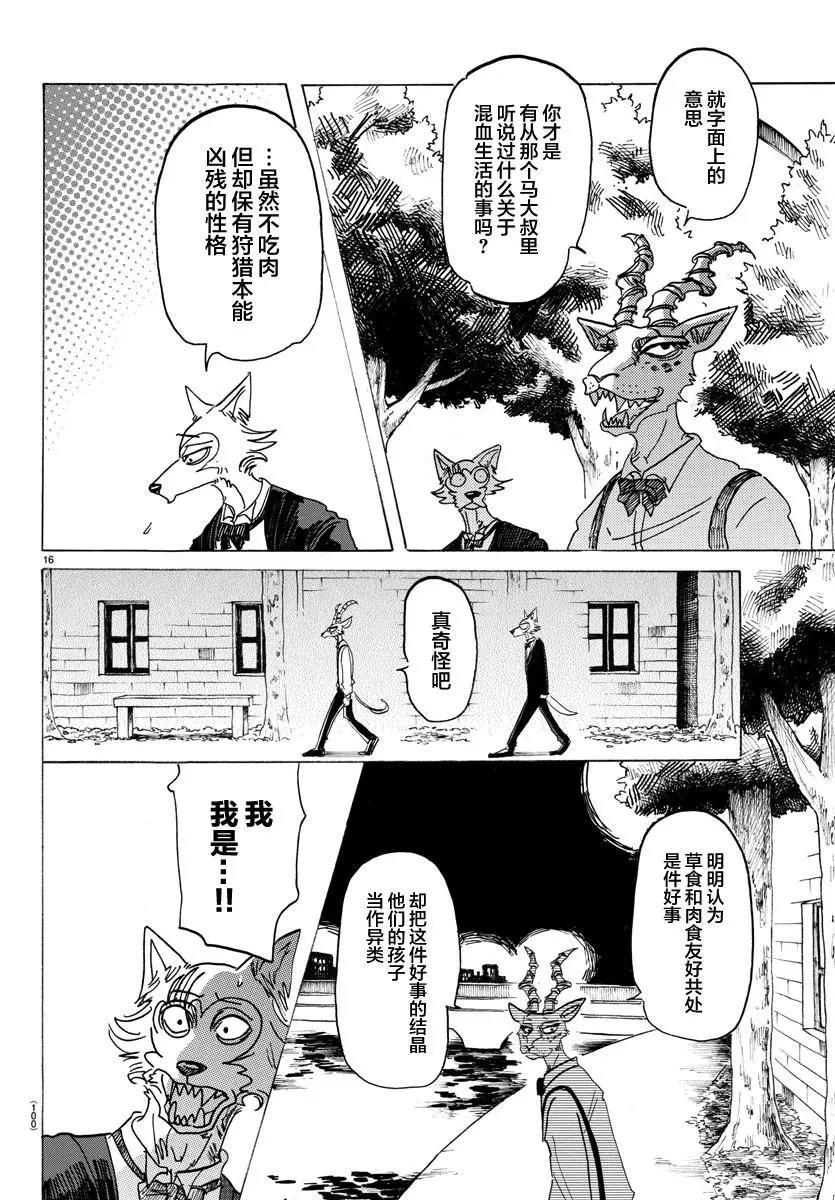 就字面上的
意思
你才是
有从那个马大叔里
听说过什么关于
混血生活的事吗?
…虽然不吃肉
但却保有狩猎本能
凶残的性格
16
真奇怪吧
明明认为
草食和肉食友好共处
是件好事
却把这件好事的结晶
他们的孩子
当作异类
我
我是…!!
(100)